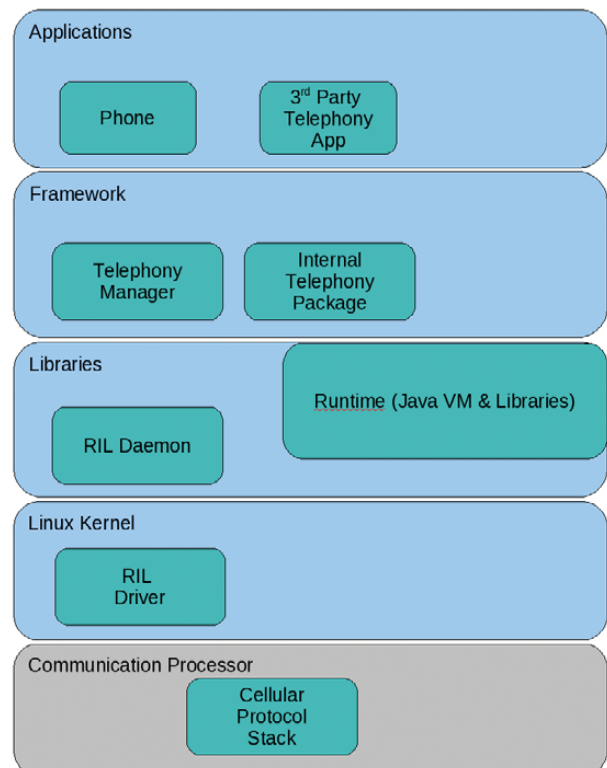 Applications
Phone
3rd Party
Telephony
App
Framework
Telephony
Manager
Internal
Telephony
Package
Libraries
Runtime (Java VM & Libraries)
RIL Daemon
Linux Kernel
RIL
Driver
Communication Processor
Cellular
Protocol
Stack